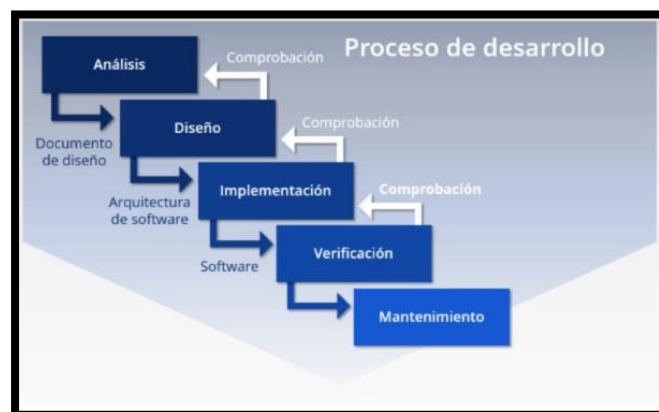 Proceso de desarrollo
Análisis
Comprobación
Documento
de diseño
Diseño
Comprobación
Arquitectura
de software
Implementación
Comprobación
Software
Verificación
Mantenimiento